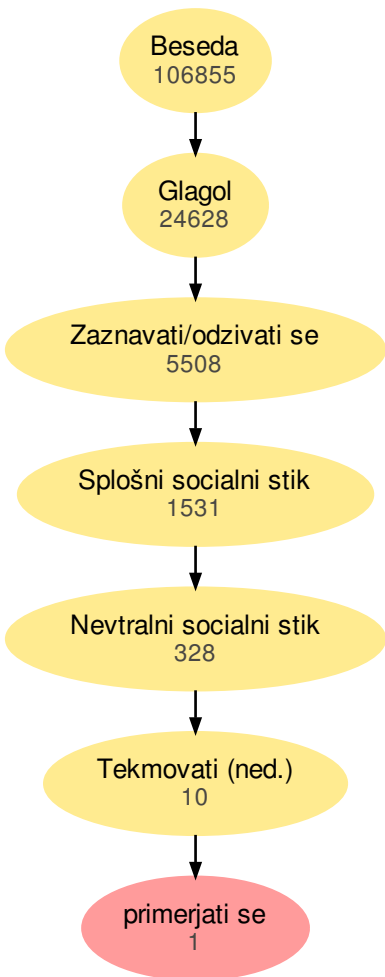 Beseda
106855
Glagol
24628
Zaznavati/odzivati se
5508
Splošni socialni stik
1531
Nevtralni socialni stik
328
Tekmovati (ned.)
10
primerjati se
1